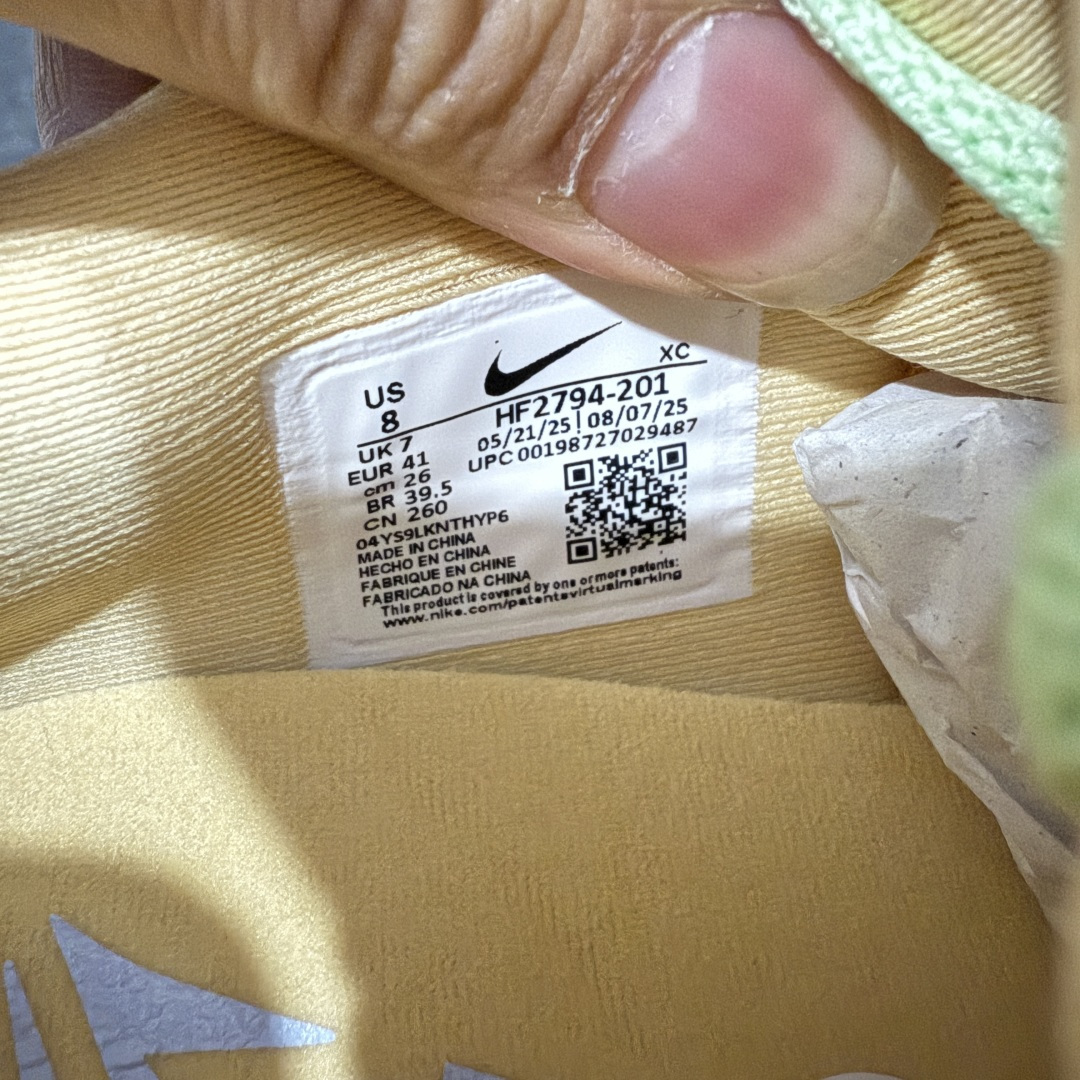 US
8
XC
HF2794-201
05/21/25 | 08/07/25
UPC 00198727029487
UK 7
EUR 41
cm 26
BR 39.5
CN 260
04YS9LKNTHYP6
MADE IN CHINA
HECHO EN CHINA
FABRIQUE EN CHINE
FABRICADO NA CHINA
This product is covered by one or more patents:
www.nike.com/patentsvirtualmarking